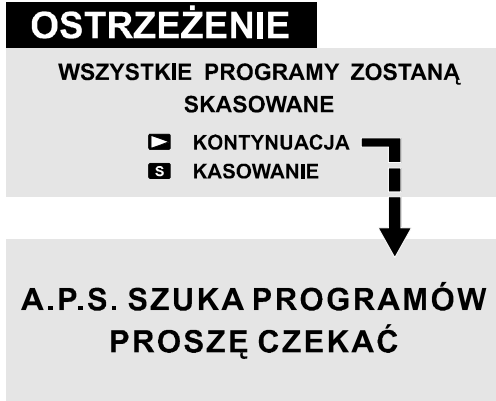 OSTRZEŻENIE
WSZYSTKIE PROGRAMY ZOSTANĄ
SKASOWANE
KONTYNUACJA
S KASOWANIE
A.P.S. SZUKA PROGRAMÓW
PROSZĘ CZEKAĆ